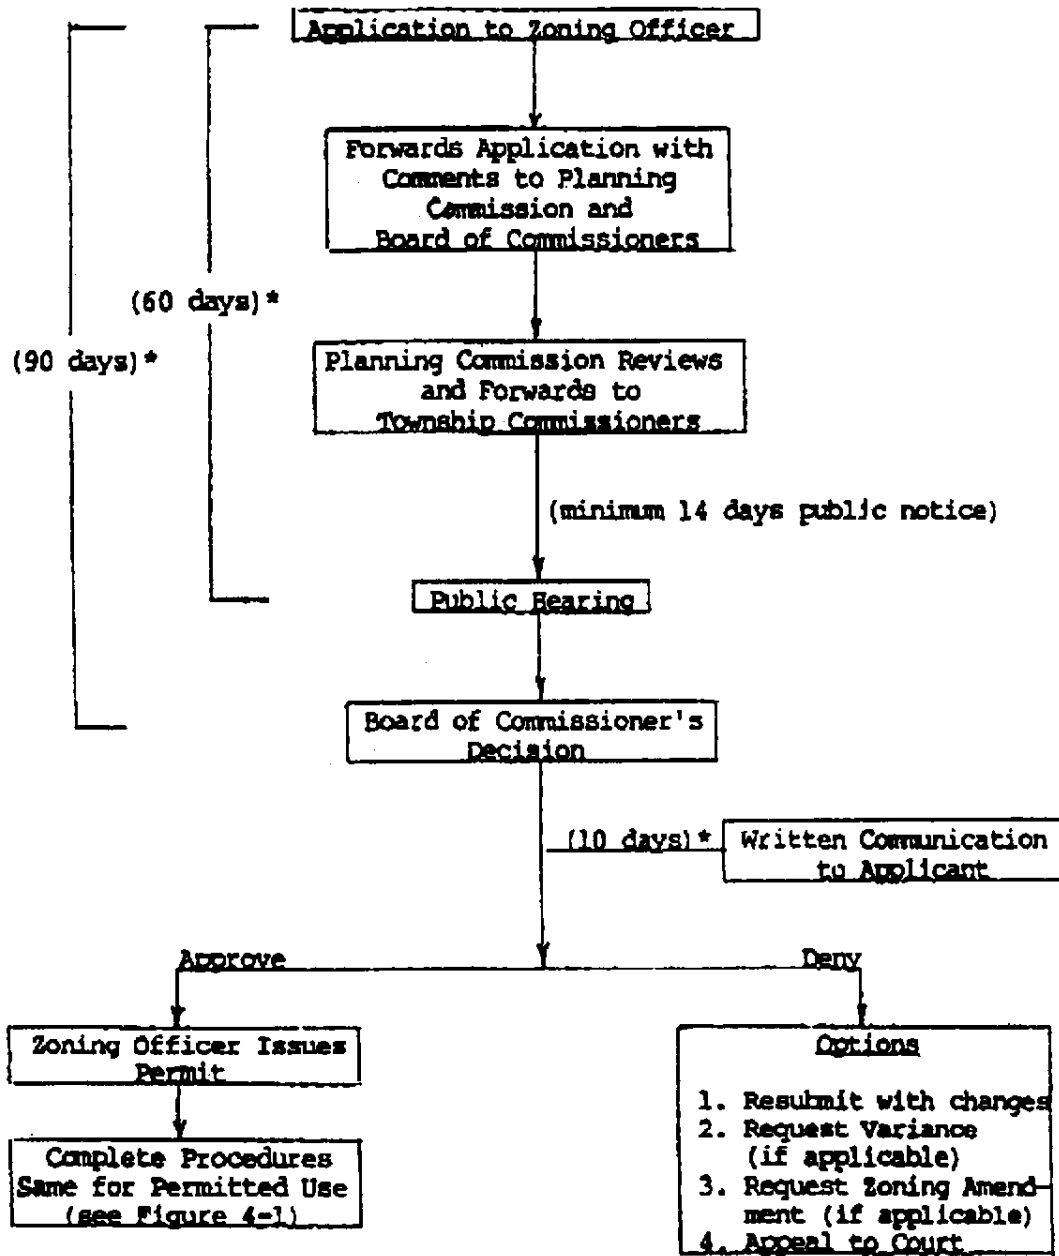 Application to Zoning Officer
Forwards Application with
Comments to Planning
Commission and
Board of Commissioners
(60 days)*
(90 days)*
Planning Commission Reviews
and Forwards to
Township Commissioners
(minimum 14 days public notice)
Public Hearing
Board of Commissioner's
Decision
(10 days)*
Written Communication
to Applicant
Approve
Deny
Zoning Officer Issues
Permit
Complete Procedures
Same for Permitted Use
(see Figure 4-1)
Options
1. Resubmit with changes
2. Request Variance
(if applicable)
3. Request Zoning Amend-
ment (if applicable)
4. Appeal to Court